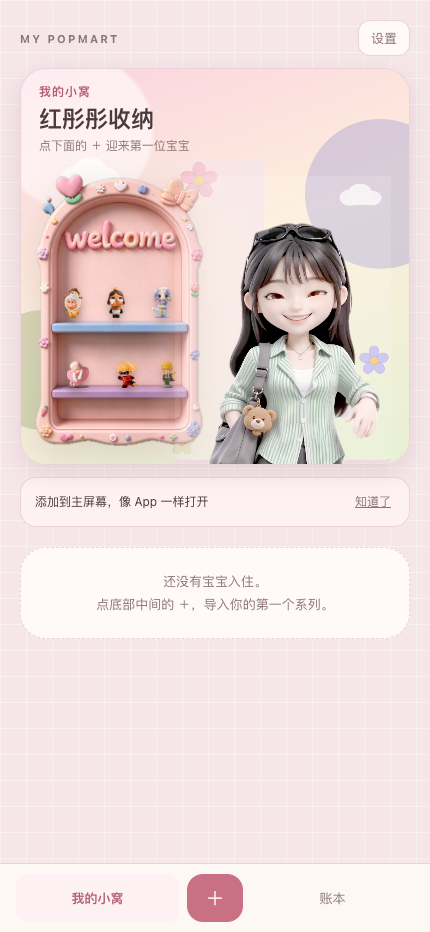 MY POPMART
设置
我的小窝
红彤彤收纳
点下面的 ＋ 迎来第一位宝宝
welcome
添加到主屏幕，像 App 一样打开
知道了
还没有宝宝入住。
点底部中间的 ＋，导入你的第一个系列。
我的小窝
＋
账本